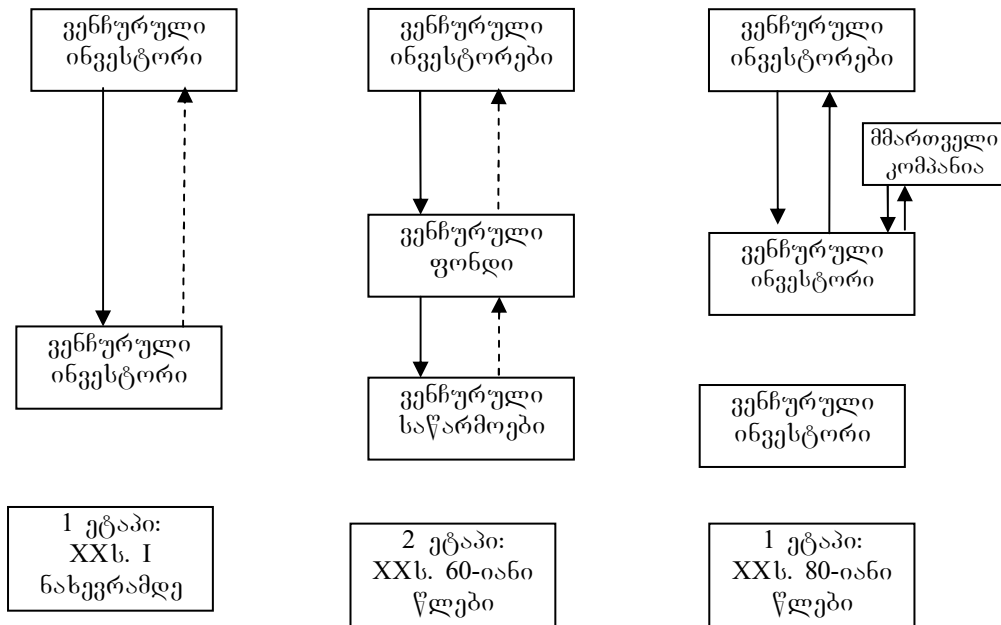 ვენჩურული
ინვესტორი
ვენჩურული
ინვესტორი
1 ეტაპი:
XXს. I
ნახევრამდე
ვენჩურული
ინვესტორები
ვენჩურული
ფონდი
ვენჩურული
საწარმოები
2 ეტაპი:
XXს. 60-იანი
წლები
ვენჩურული
ინვესტორები
მმართველი
კომპანია
ვენჩურული
ინვესტორი
ვენჩურული
ინვესტორი
1 ეტაპი:
XXს. 80-იანი
წლები